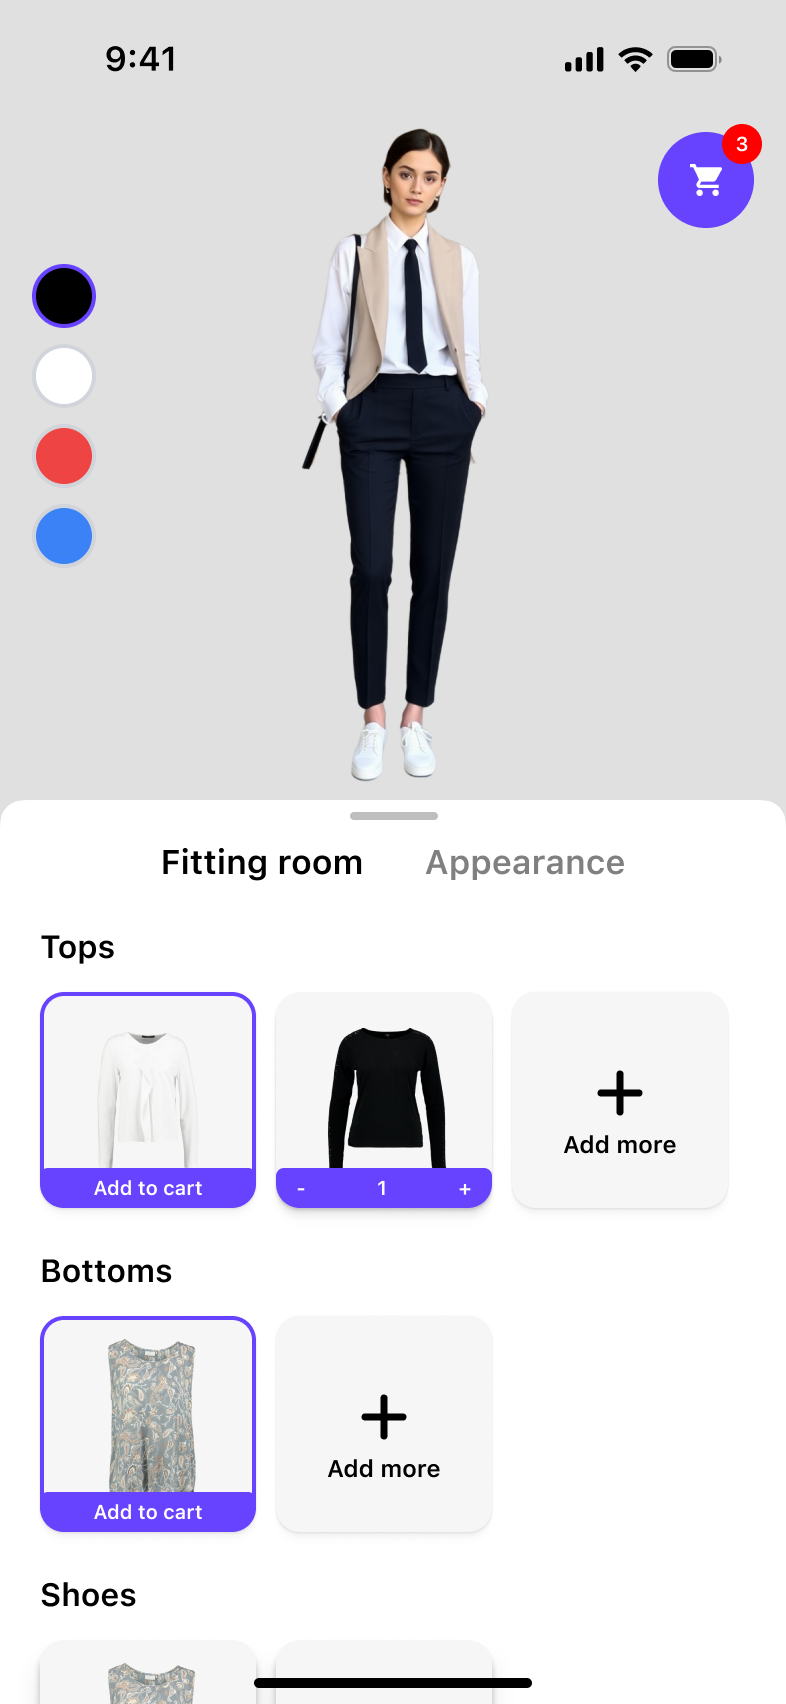 9:41
3
Fitting room Appearance
Tops
Add to cart
- 1 +
Add more
Bottoms
Add to cart
Add more
Shoes